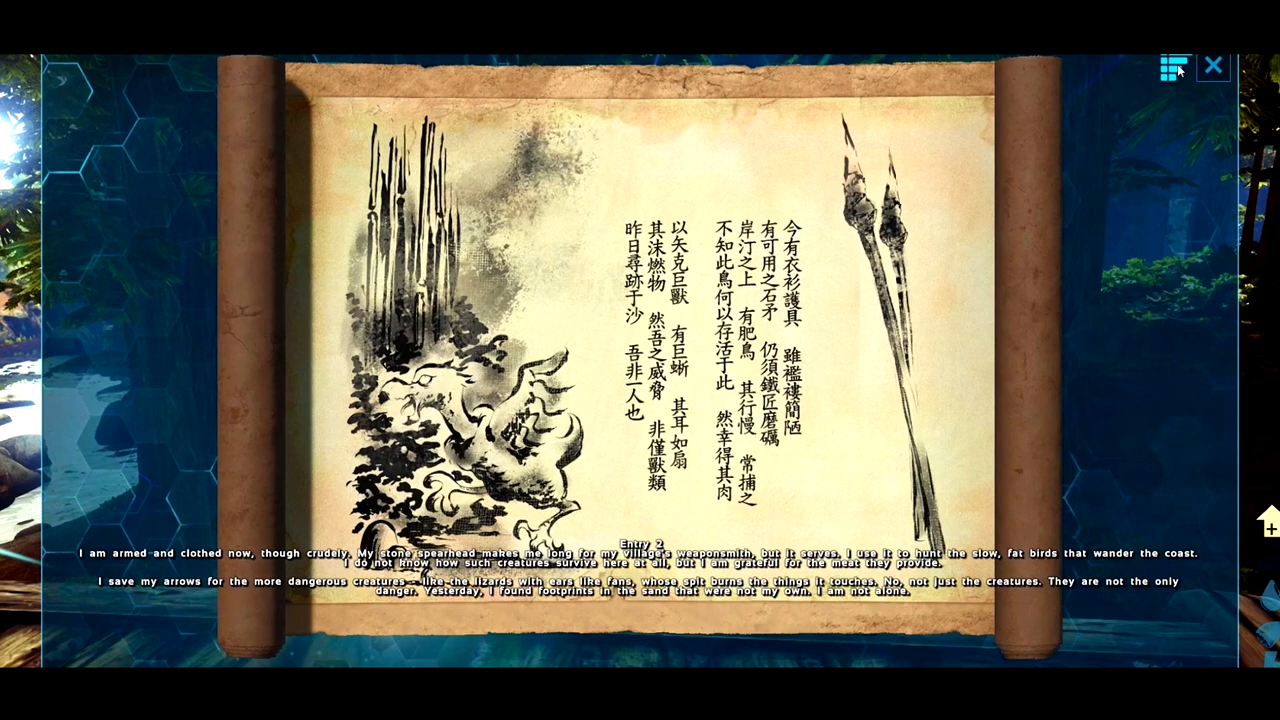 今有衣衫護具　雖襤褸簡陋
有可用之石矛　仍須鐵匠磨礪
岸汀之上　有肥鳥　其行慢　常捕之
不知此鳥何以存活于此　然幸得其肉
以矢克巨獸　有巨蜥　其耳如扇
其沫燃物　然吾之威脅　非僅獸類
昨日尋跡于沙　吾非一人也
Entry 2
I am armed and clothed now, though crudely. My stone spearhead makes me long for my village's weaponsmith, but it serves. I use it to hunt the slow, fat birds that wander the coast.
I do not know how such creatures survive here at all, but I am grateful for the meat they provide.
I save my arrows for the more dangerous creatures - like the lizards with ears like fans, whose spit burns the things it touches. No, not just the creatures. They are not the only
danger. Yesterday, I found footprints in the sand that were not my own. I am not alone.